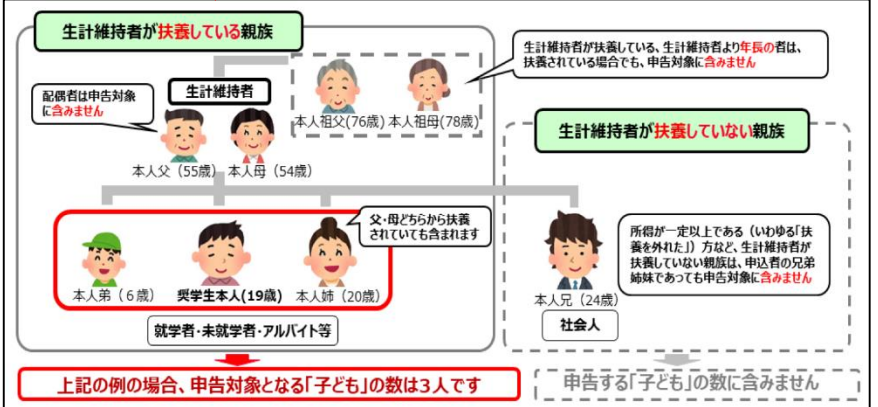 生計維持者が扶養している親族
生計維持者が扶養している、生計維持者より年長の者は、
扶養されている場合でも、申告対象に含みません
配偶者は申告対象
に含みません
生計維持者
本人祖父(76歳)
本人祖母(78歳)
本人父(55歳)
本人母(54歳)
生計維持者が扶養していない親族
父・母どちらから扶養
されていても含まれます
所得が一定以上である(いわゆる「扶
養を外れた」)方など、生計維持者が
扶養していない親族は、申込者の兄弟
姉妹であっても申告対象に含みません
本人弟(6歳)
奨学生本人(19歳)
本人姉(20歳)
本人兄(24歳)
就学者・未就学者・アルバイト等
社会人
上記の例の場合、申告対象となる「子ども」の数は3人です
申告する「子ども」の数に含みません